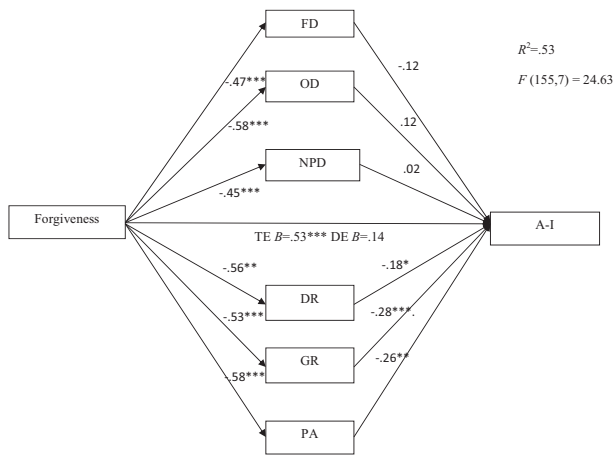 FD
R²=.53
-.12
F (155,7) = 24.63
-.47***
OD
-.58***
.12
NPD
.02
-.45***
Forgiveness
A-I
TE B=.53*** DE B=.14
-.56**
-.18*
DR
-.53***
-.28***.
GR
-.26**
-.58***
PA